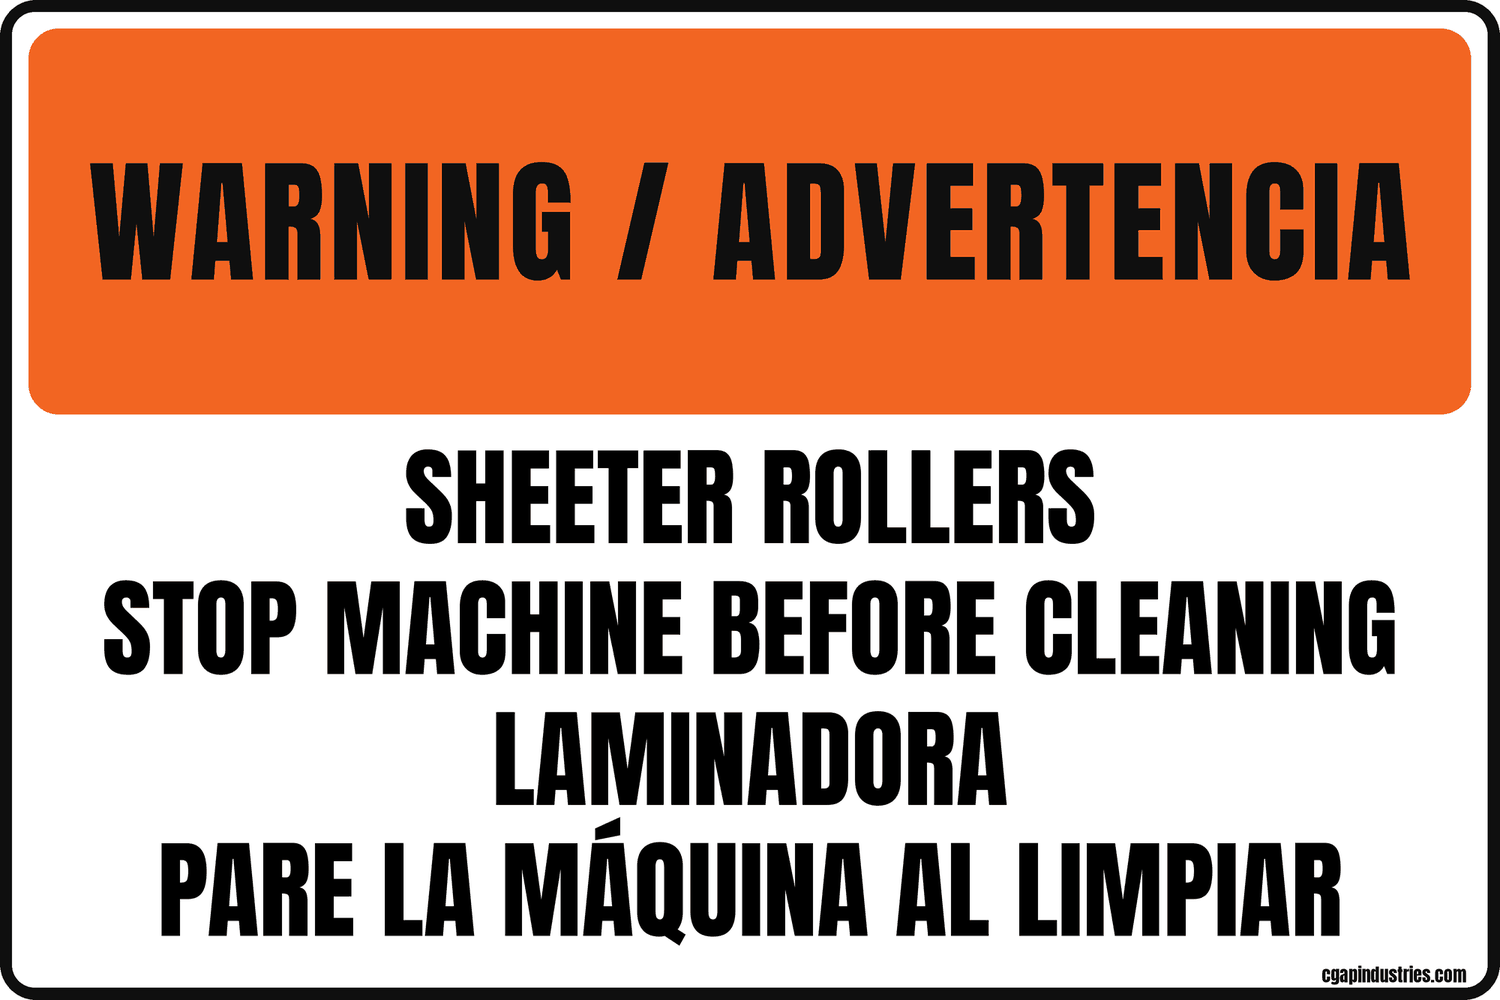 WARNING / ADVERTENCIA
SHEETER ROLLERS
STOP MACHINE BEFORE CLEANING
LAMINADORA
PARE LA MÁQUINA AL LIMPIAR
cgapindustries.com